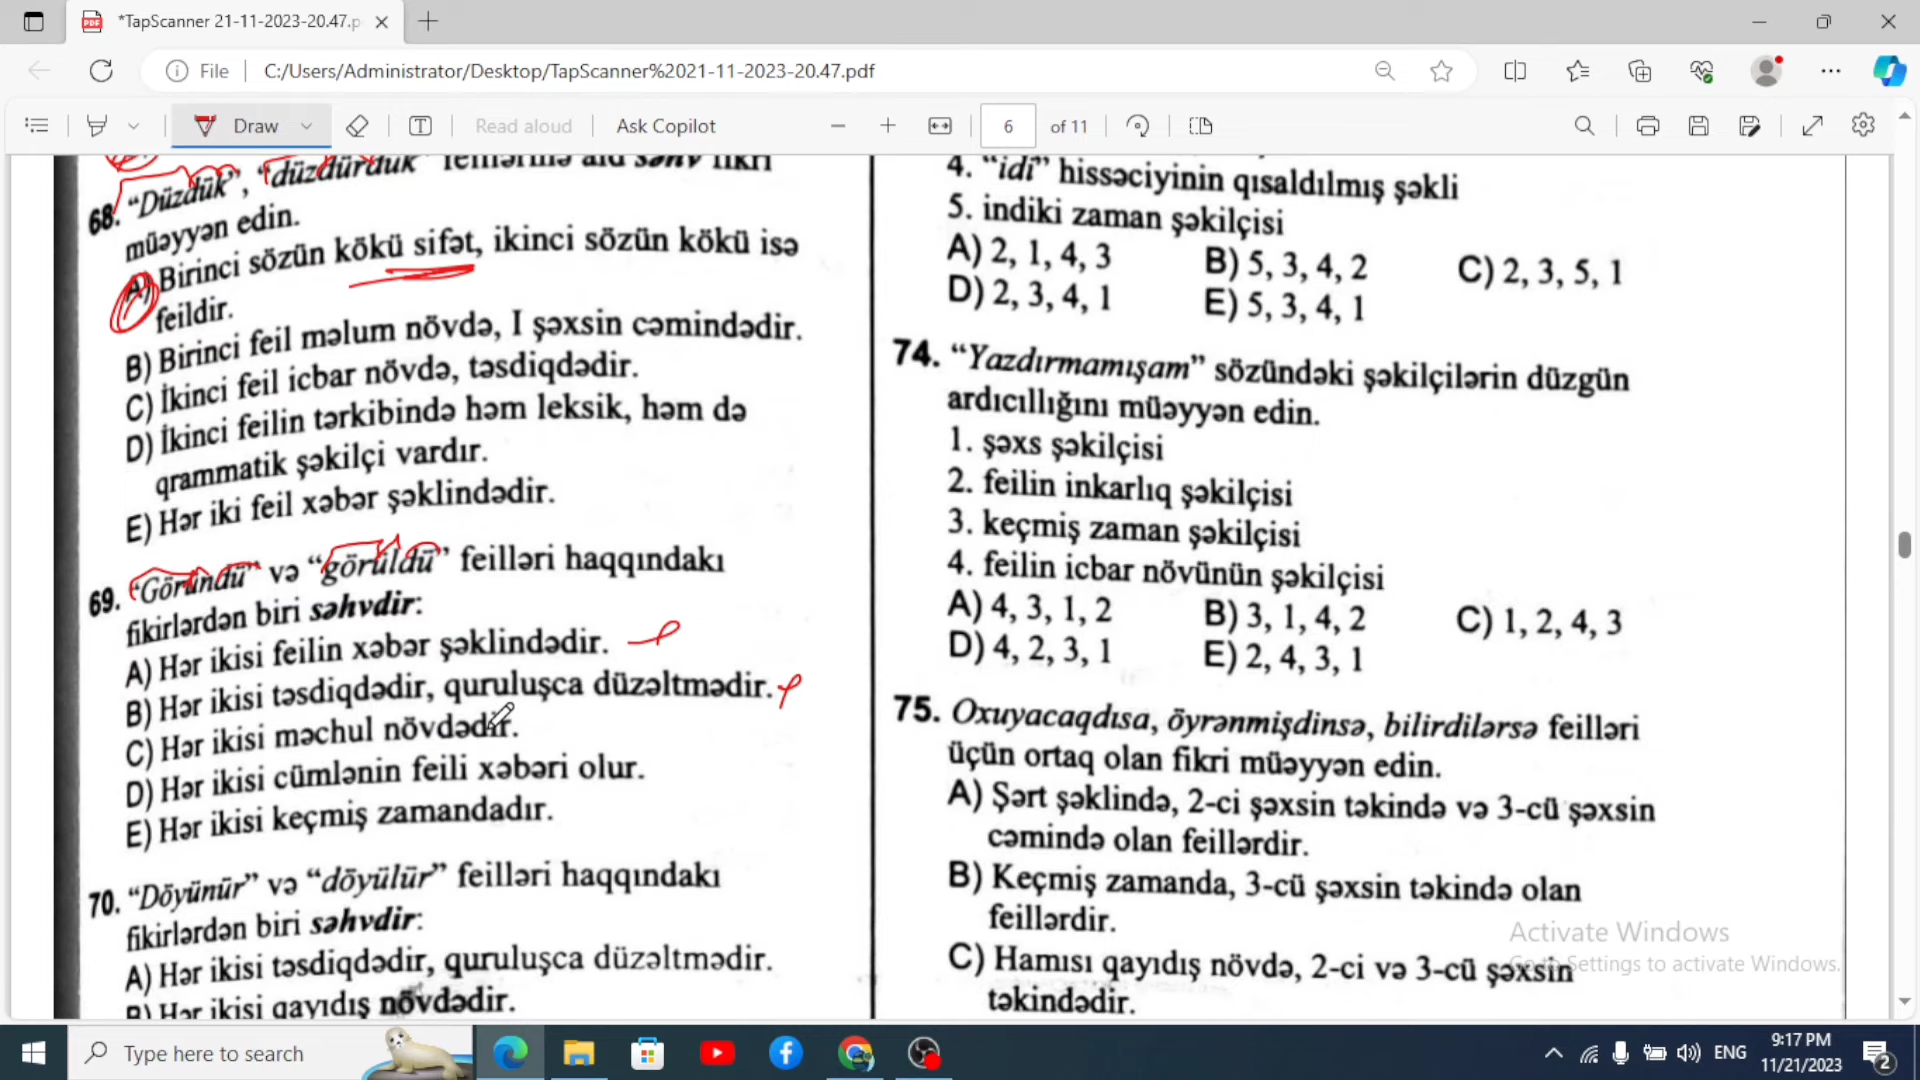 *TapScanner 21-11-2023-20.47.p
File
C:/Users/Administrator/Desktop/TapScanner%2021-11-2023-20.47.pdf
Draw
Read aloud
Ask Copilot
6
of 11
68. “Düzdük”, “düzdürdük” feillərinə aid səhv fikri
müəyyən edin.
A) Birinci sözün kökü sifət, ikinci sözün kökü isə
feildir.
B) Birinci feil məlum növdə, I şəxsin cəmindədir.
C) İkinci feil icbar növdə, təsdiqdədir.
D) İkinci feilin tərkibində həm leksik, həm də
qrammatik şəkilçi vardır.
E) Hər iki feil xəbər şəklindədir.
69. “Göründü” və “görüldü” feilləri haqqındakı
fikirlərdən biri səhvdir:
A) Hər ikisi feilin xəbər şəklindədir.
B) Hər ikisi təsdiqdədir, quruluşca düzəltmədir.
C) Hər ikisi məchul növdədir.
D) Hər ikisi cümlənin feili xəbəri olur.
E) Hər ikisi keçmiş zamandadır.
70. “Döyünür” və “döyülür” feilləri haqqındakı
fikirlərdən biri səhvdir:
A) Hər ikisi təsdiqdədir, quruluşca düzəltmədir.
B) Hər ikisi qayıdış növdədir.
4. “idi” hissəciyinin qısaldılmış şəkli
5. indiki zaman şəkilçisi
A) 2, 1, 4, 3 B) 5, 3, 4, 2 C) 2, 3, 5, 1
D) 2, 3, 4, 1 E) 5, 3, 4, 1
74. “Yazdırmamışam” sözündəki şəkilçilərin düzgün
ardıcıllığını müəyyən edin.
1. şəxs şəkilçisi
2. feilin inkarlıq şəkilçisi
3. keçmiş zaman şəkilçisi
4. feilin icbar növünün şəkilçisi
A) 4, 3, 1, 2 B) 3, 1, 4, 2 C) 1, 2, 4, 3
D) 4, 2, 3, 1 E) 2, 4, 3, 1
75. Oxuyacaqdısa, öyrənmişdinsə, bilirdilərsə feilləri
üçün ortaq olan fikri müəyyən edin.
A) Şərt şəklində, 2-ci şəxsin təkində və 3-cü şəxsin
cəmində olan feillərdir.
B) Keçmiş zamanda, 3-cü şəxsin təkində olan
feillərdir.
C) Hamısı qayıdış növdə, 2-ci və 3-cü şəxsin
təkindədir.
Activate Windows
Go to Settings to activate Windows.
Type here to search
ENG
9:17 PM
11/21/2023
2